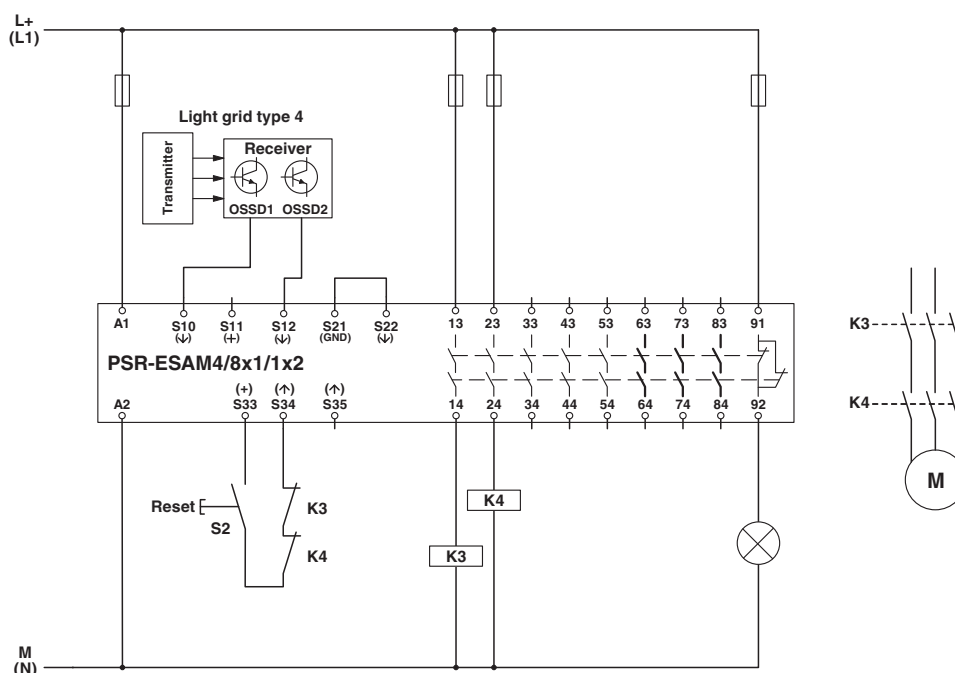 L+
(L1)
Light grid type 4
Transmitter
Receiver
OSSD1 OSSD2
A1 S10 S11 S12 S21 S22 13 23 33 43 53 63 73 83 91
(↓) (+) (↓) (GND) (↓)
PSR-ESAM4/8x1/1x2
(+) (↑) (↑)
A2 S33 S34 S35 14 24 34 44 54 64 74 84 92
K3
K4
M
Reset
S2
K3
K4
K4
K3
M
(N)